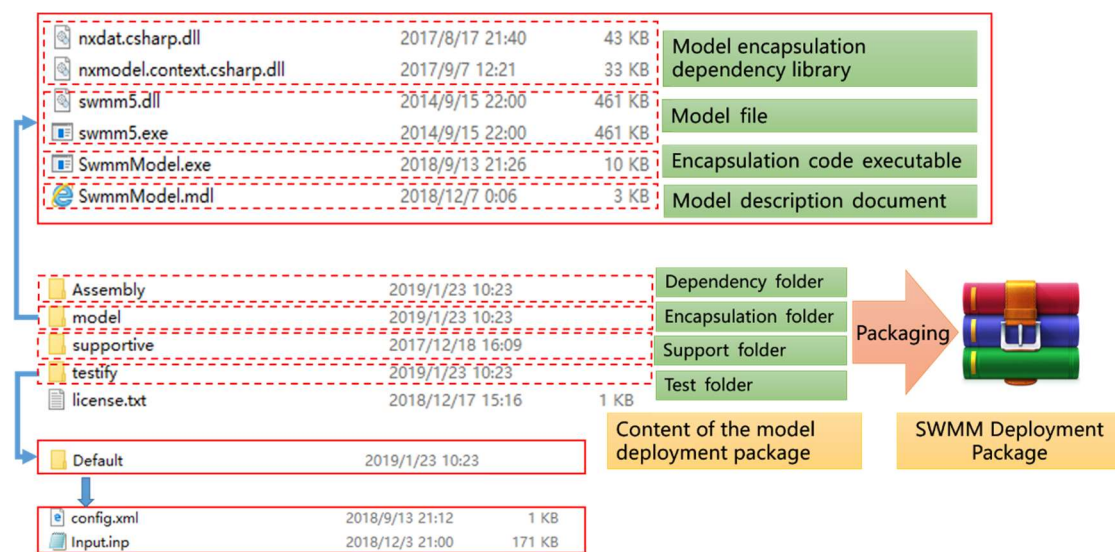 nxdat.csharp.dll 2017/8/17 21:40 43 KB
Model encapsulation
dependency library
nxmodel.context.csharp.dll 2017/9/7 12:21 33 KB
swmm5.dll 2014/9/15 22:00 461 KB
Model file
swmm5.exe 2014/9/15 22:00 461 KB
SwmmModel.exe 2018/9/13 21:26 10 KB
Encapsulation code executable
SwmmModel.mdl 2018/12/7 0:06 3 KB
Model description document
Assembly 2019/1/23 10:23
Dependency folder
model 2019/1/23 10:23
Encapsulation folder
supportive 2017/12/18 16:09
Support folder
testify 2019/1/23 10:23
Test folder
license.txt 2018/12/17 15:16 1 KB
Packaging
Content of the model
deployment package
SWMM Deployment
Package
Default 2019/1/23 10:23
config.xml 2018/9/13 21:12 1 KB
Input.inp 2018/12/3 21:00 171 KB